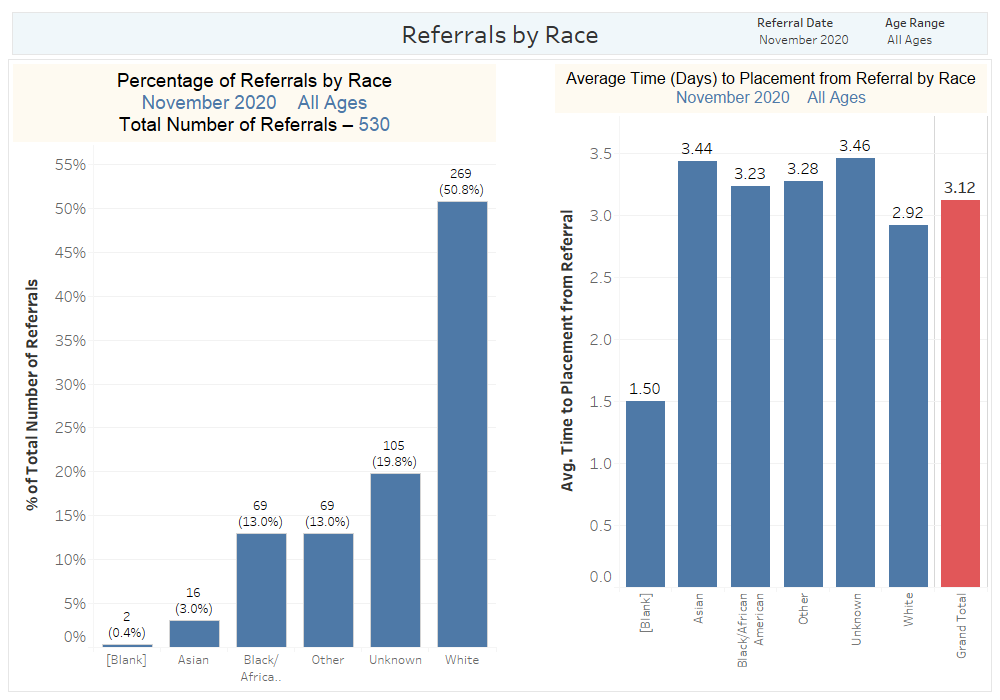 Referrals by Race
Referral Date
November 2020
Age Range
All Ages
Percentage of Referrals by Race
November 2020 All Ages
Total Number of Referrals – 530
% of Total Number of Referrals
55%
50%
45%
40%
35%
30%
25%
20%
15%
10%
5%
0%
2
(0.4%)
16
(3.0%)
69
(13.0%)
69
(13.0%)
105
(19.8%)
269
(50.8%)
[Blank]
Asian
Black/
Africa..
Other
Unknown
White
Average Time (Days) to Placement from Referral by Race
November 2020 All Ages
Avg. Time to Placement from Referral
3.5
3.0
2.5
2.0
1.5
1.0
0.5
0.0
1.50
3.44
3.23
3.28
3.46
2.92
3.12
[Blank]
Asian
Black/African
American
Other
Unknown
White
Grand Total